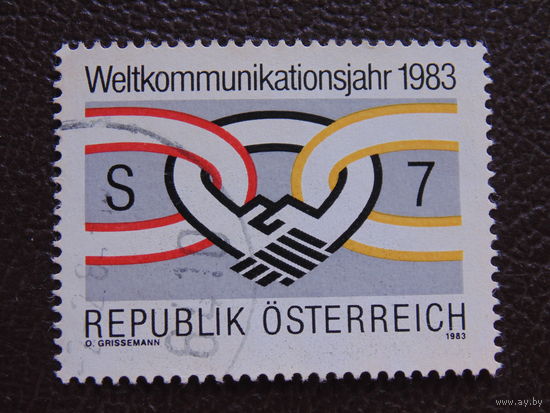 Weltkommunikationsjahr 1983
S 7
REPUBLIK ÖSTERREICH
O. GRISSEMANN 1983
www.ay.by